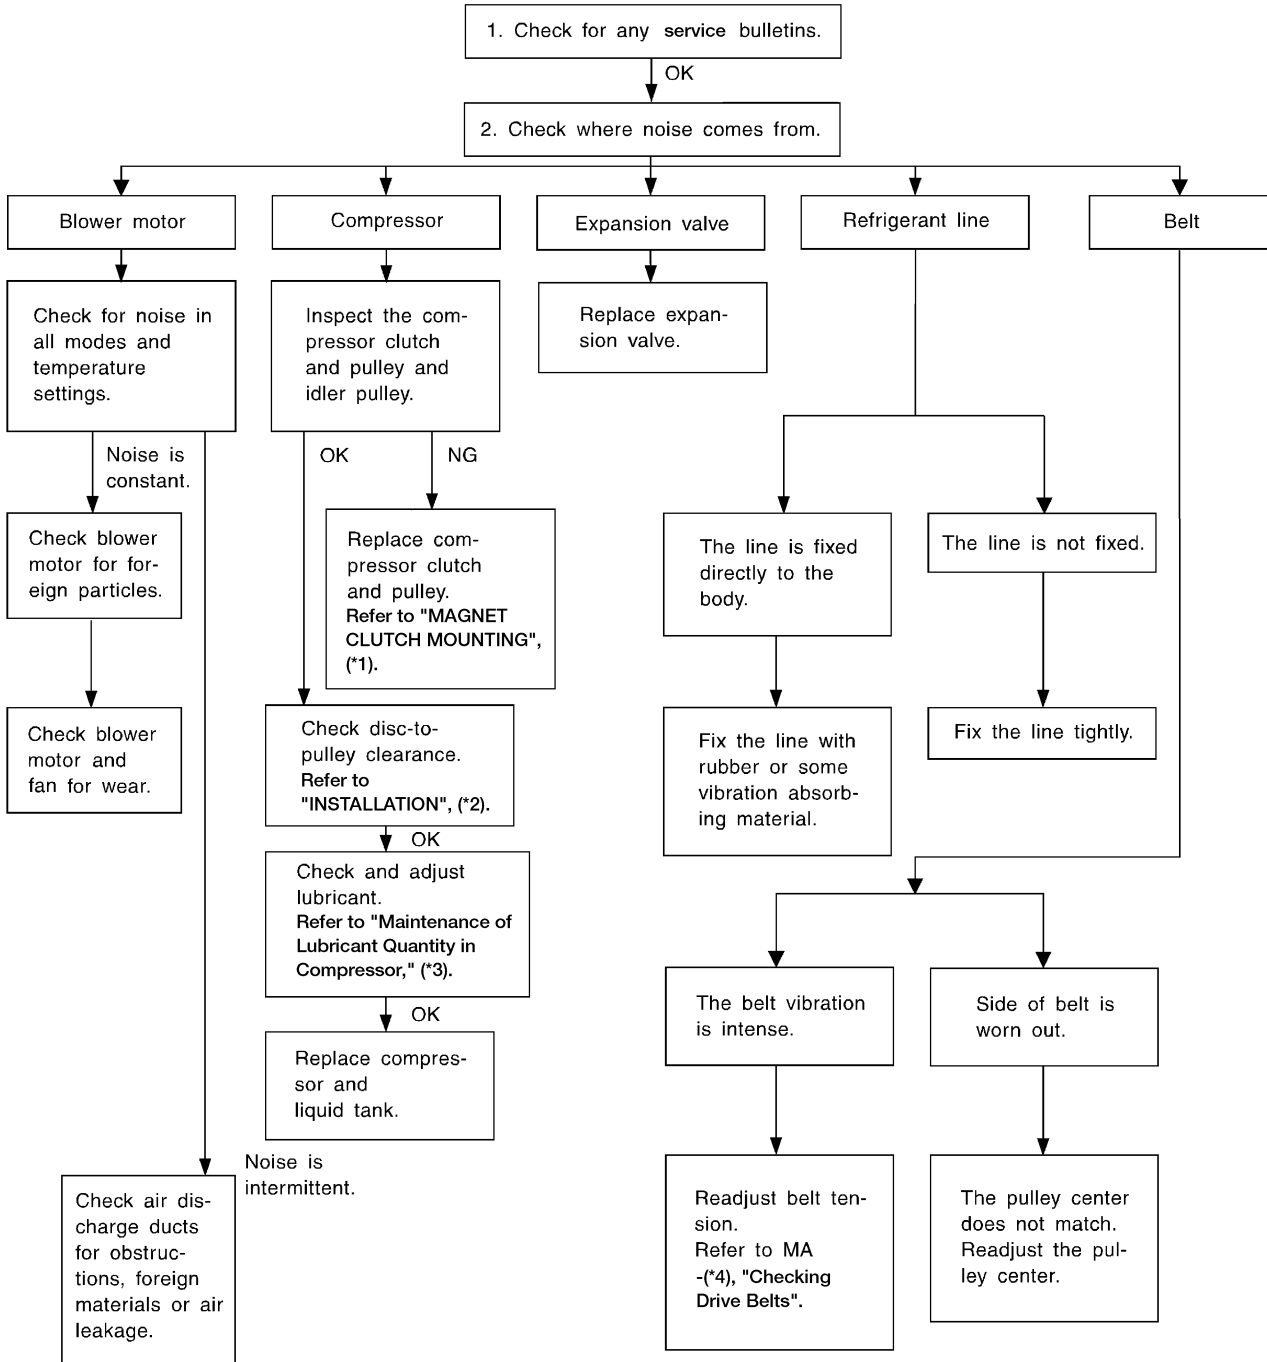 1. Check for any service bulletins.
OK
2. Check where noise comes from.
Blower motor
Compressor
Expansion valve
Refrigerant line
Belt
Check for noise in
all modes and
temperature
settings.
Inspect the com-
pressor clutch
and pulley and
idler pulley.
Replace expan-
sion valve.
Noise is
constant.
OK
NG
Check blower
motor for for-
eign particles.
Replace com-
pressor clutch
and pulley.
Refer to "MAGNET
CLUTCH MOUNTING",
(*1).
The line is fixed
directly to the
body.
The line is not fixed.
Check blower
motor and
fan for wear.
Check disc-to-
pulley clearance.
Refer to
"INSTALLATION", (*2).
Fix the line with
rubber or some
vibration absorb-
ing material.
Fix the line tightly.
OK
Check and adjust
lubricant.
Refer to "Maintenance of
Lubricant Quantity in
Compressor," (*3).
OK
Replace compres-
sor and
liquid tank.
The belt vibration
is intense.
Side of belt is
worn out.
Noise is
intermittent.
Check air dis-
charge ducts
for obstruc-
tions, foreign
materials or air
leakage.
Readjust belt ten-
sion.
Refer to MA
-(*4), "Checking
Drive Belts".
The pulley center
does not match.
Readjust the pul-
ley center.